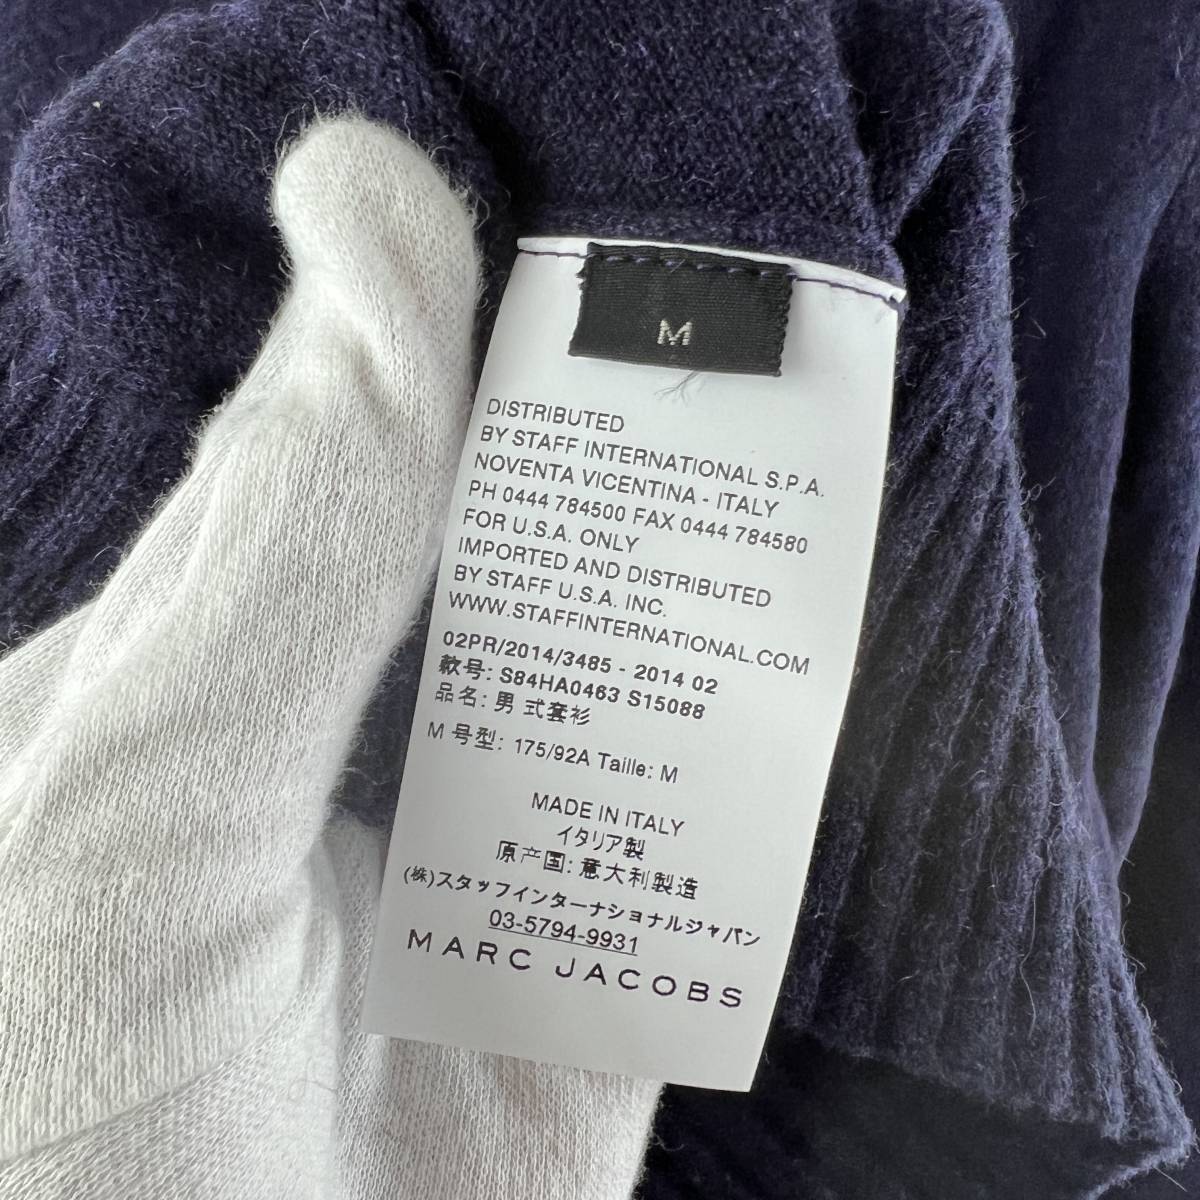 M
DISTRIBUTED
BY STAFF INTERNATIONAL S.P.A.
NOVENTA VICENTINA - ITALY
PH 0444 784500 FAX 0444 784580
FOR U.S.A. ONLY
IMPORTED AND DISTRIBUTED
BY STAFF U.S.A. INC.
WWW.STAFFINTERNATIONAL.COM
02PR/2014/3485 - 2014 02
款号: S84HA0463 S15088
品名: 男 式套衫
M 号型: 175/92A Taille: M
MADE IN ITALY
イタリア製
原产国: 意大利製造
(株)スタッフインターナショナルジャパン
03-5794-9931
MARC JACOBS